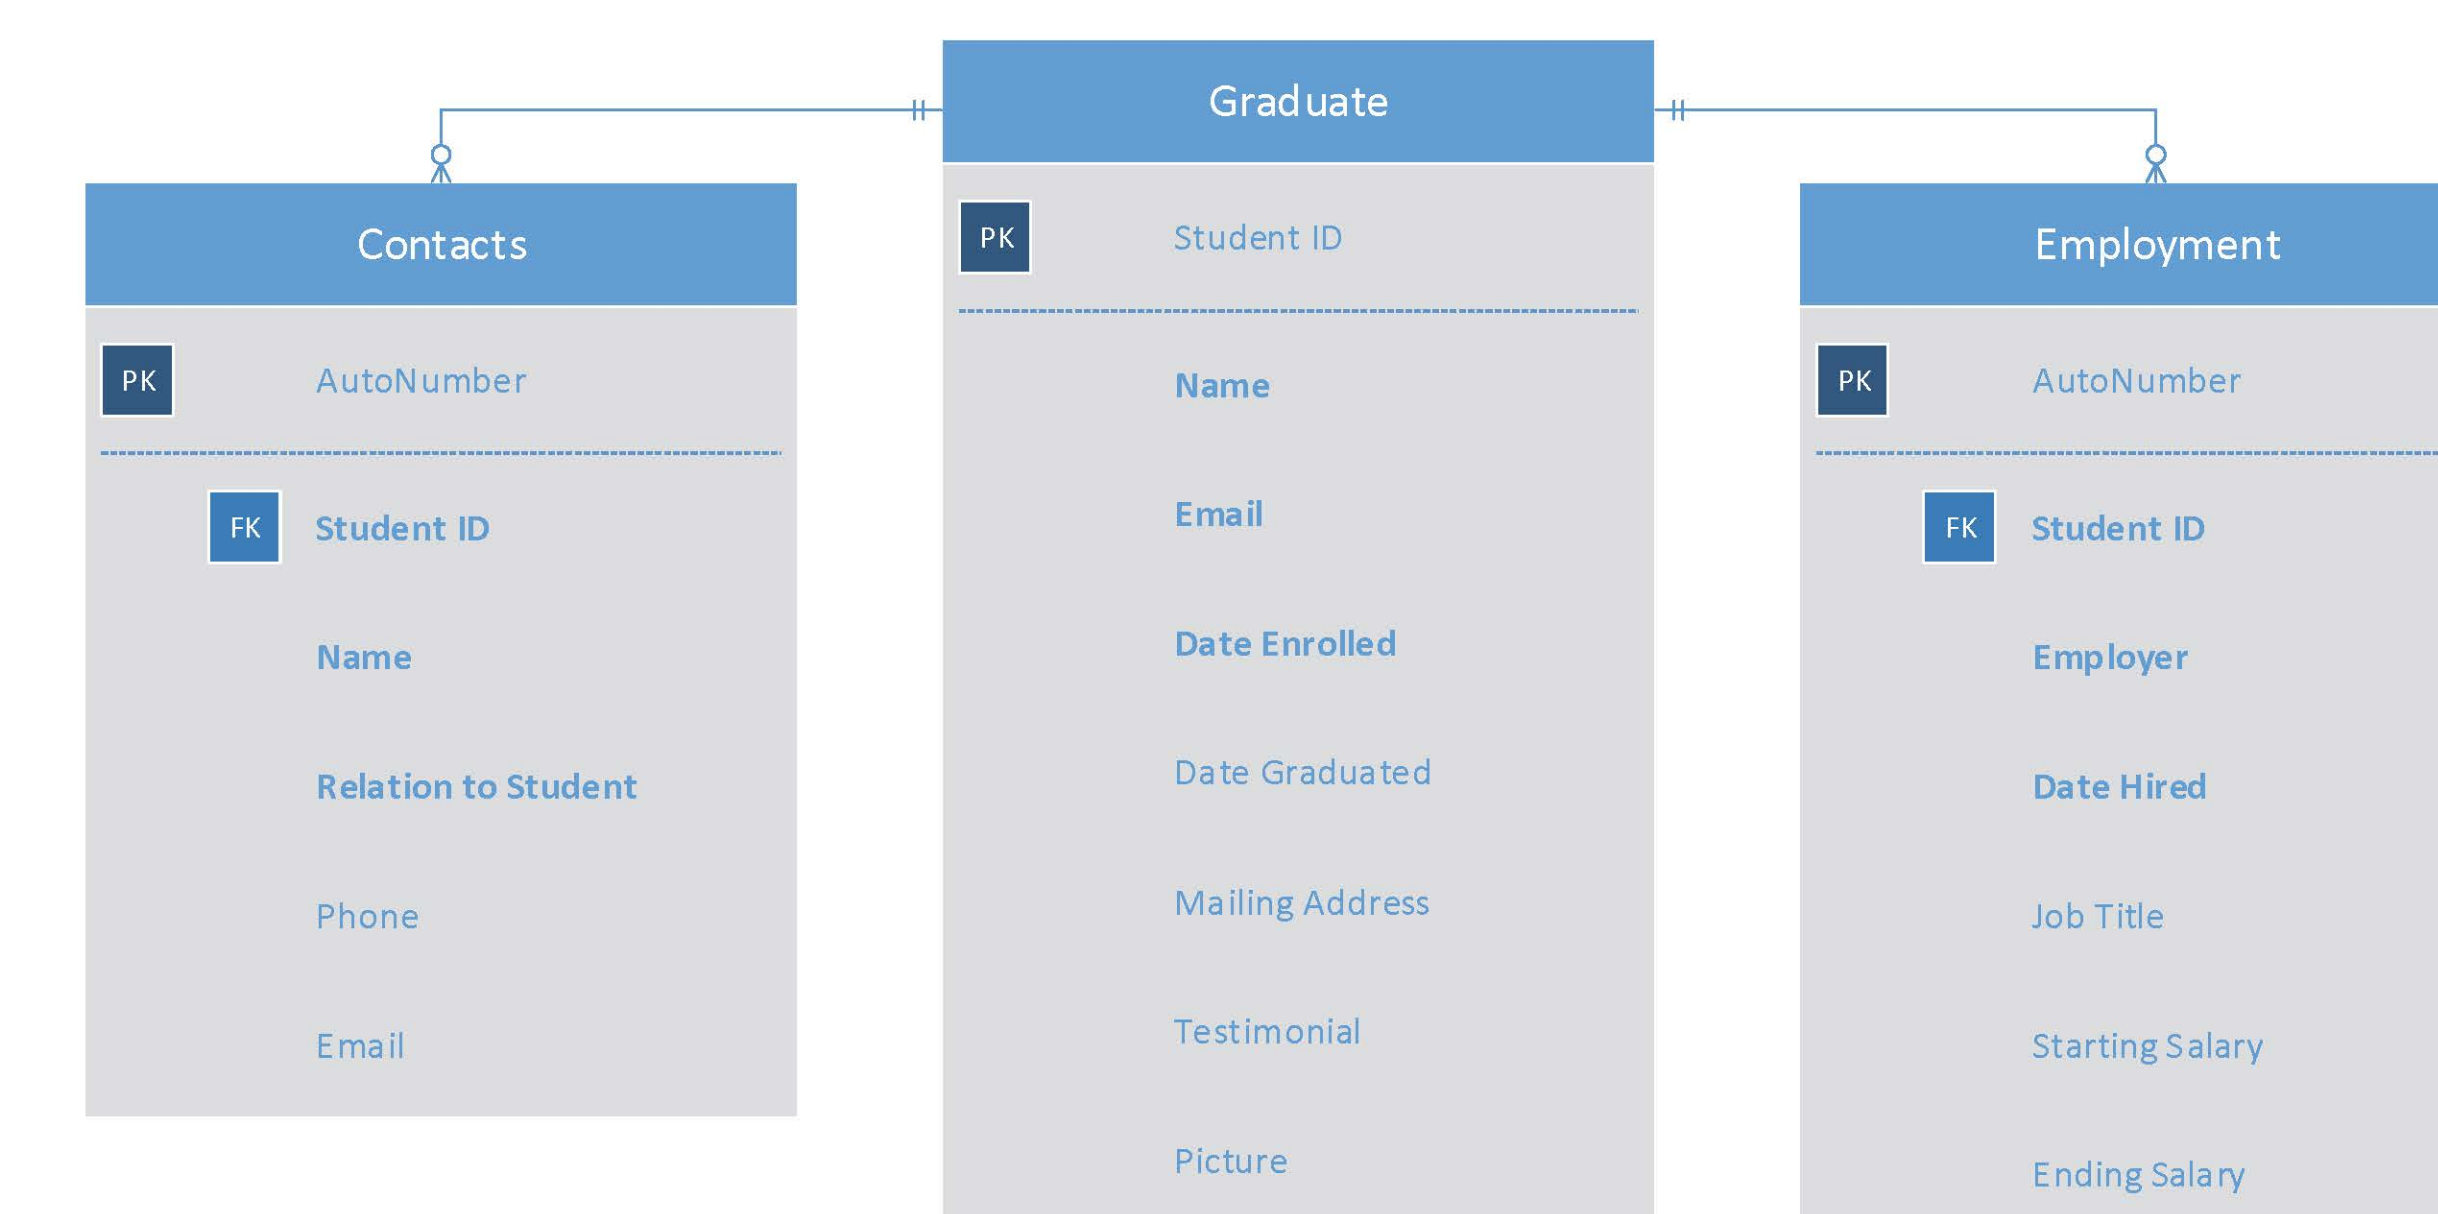 Graduate
PK Student ID
Name
Email
Date Enrolled
Date Graduated
Mailing Address
Testimonial
Picture
Contacts
PK AutoNumber
FK Student ID
Name
Relation to Student
Phone
Email
Employment
PK AutoNumber
FK Student ID
Employer
Date Hired
Job Title
Starting Salary
Ending Salary